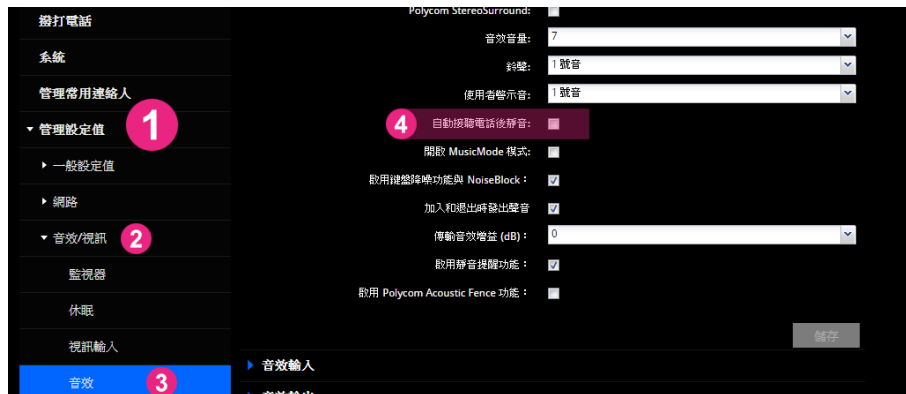 撥打電話
系統
管理常用連絡人
管理設定值 1
一般設定值
網路
音效/視訊 2
監視器
休眠
視訊輸入
音效 3
Polycom StereoSurround:
音效音量: 7
鈴聲: 1 號音
使用者警示音: 1 號音
4 自動接聽電話後靜音:
開啟 MusicMode 模式:
啟用鍵盤降噪功能與 NoiseBlock：
加入和退出時發出聲音
傳輸音效增益 (dB)： 0
啟用靜音提醒功能：
啟用 Polycom Acoustic Fence 功能：
儲存
音效輸入